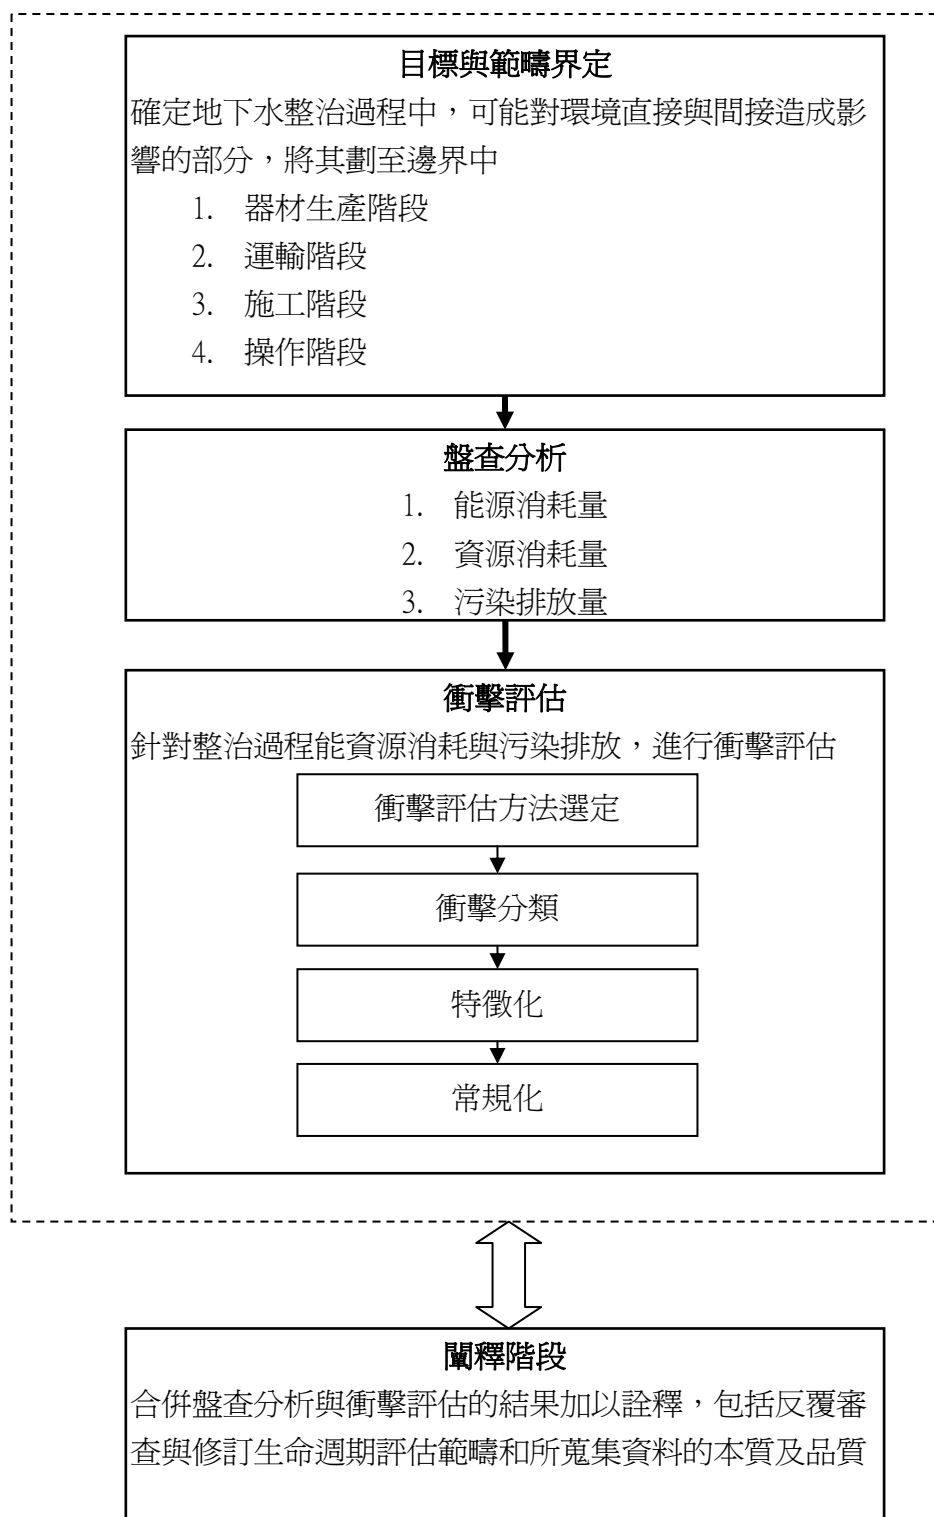 目標與範疇界定
確定地下水整治過程中，可能對環境直接與間接造成影
響的部分，將其劃至邊界中
1. 器材生產階段
2. 運輸階段
3. 施工階段
4. 操作階段
盤查分析
1. 能源消耗量
2. 資源消耗量
3. 污染排放量
衝擊評估
針對整治過程能資源消耗與污染排放，進行衝擊評估
衝擊評估方法選定
衝擊分類
特徵化
常規化
闡釋階段
合併盤查分析與衝擊評估的結果加以詮釋，包括反覆審
查與修訂生命週期評估範疇和所蒐集資料的本質及品質